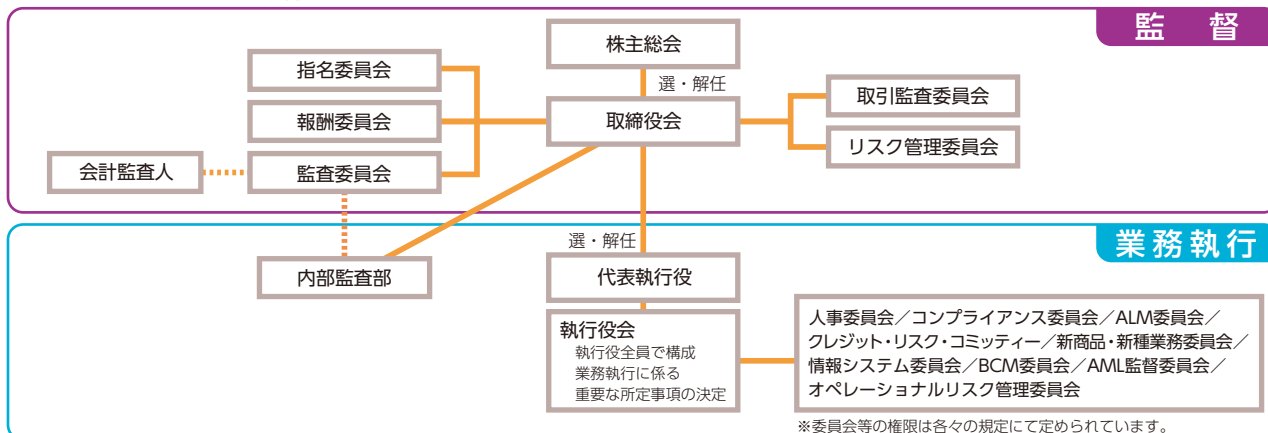 監 督
株主総会
指名委員会
選・解任
取引監査委員会
報酬委員会
取締役会
リスク管理委員会
会計監査人
監査委員会
業務執行
選・解任
内部監査部
代表執行役
執行役会
執行役全員で構成
業務執行に係る
重要な所定事項の決定
人事委員会／コンプライアンス委員会／ALM委員会／
クレジット・リスク・コミッティー／新商品・新種業務委員会／
情報システム委員会／BCM委員会／AML監督委員会／
オペレーショナルリスク管理委員会
※委員会等の権限は各々の規定にて定められています。